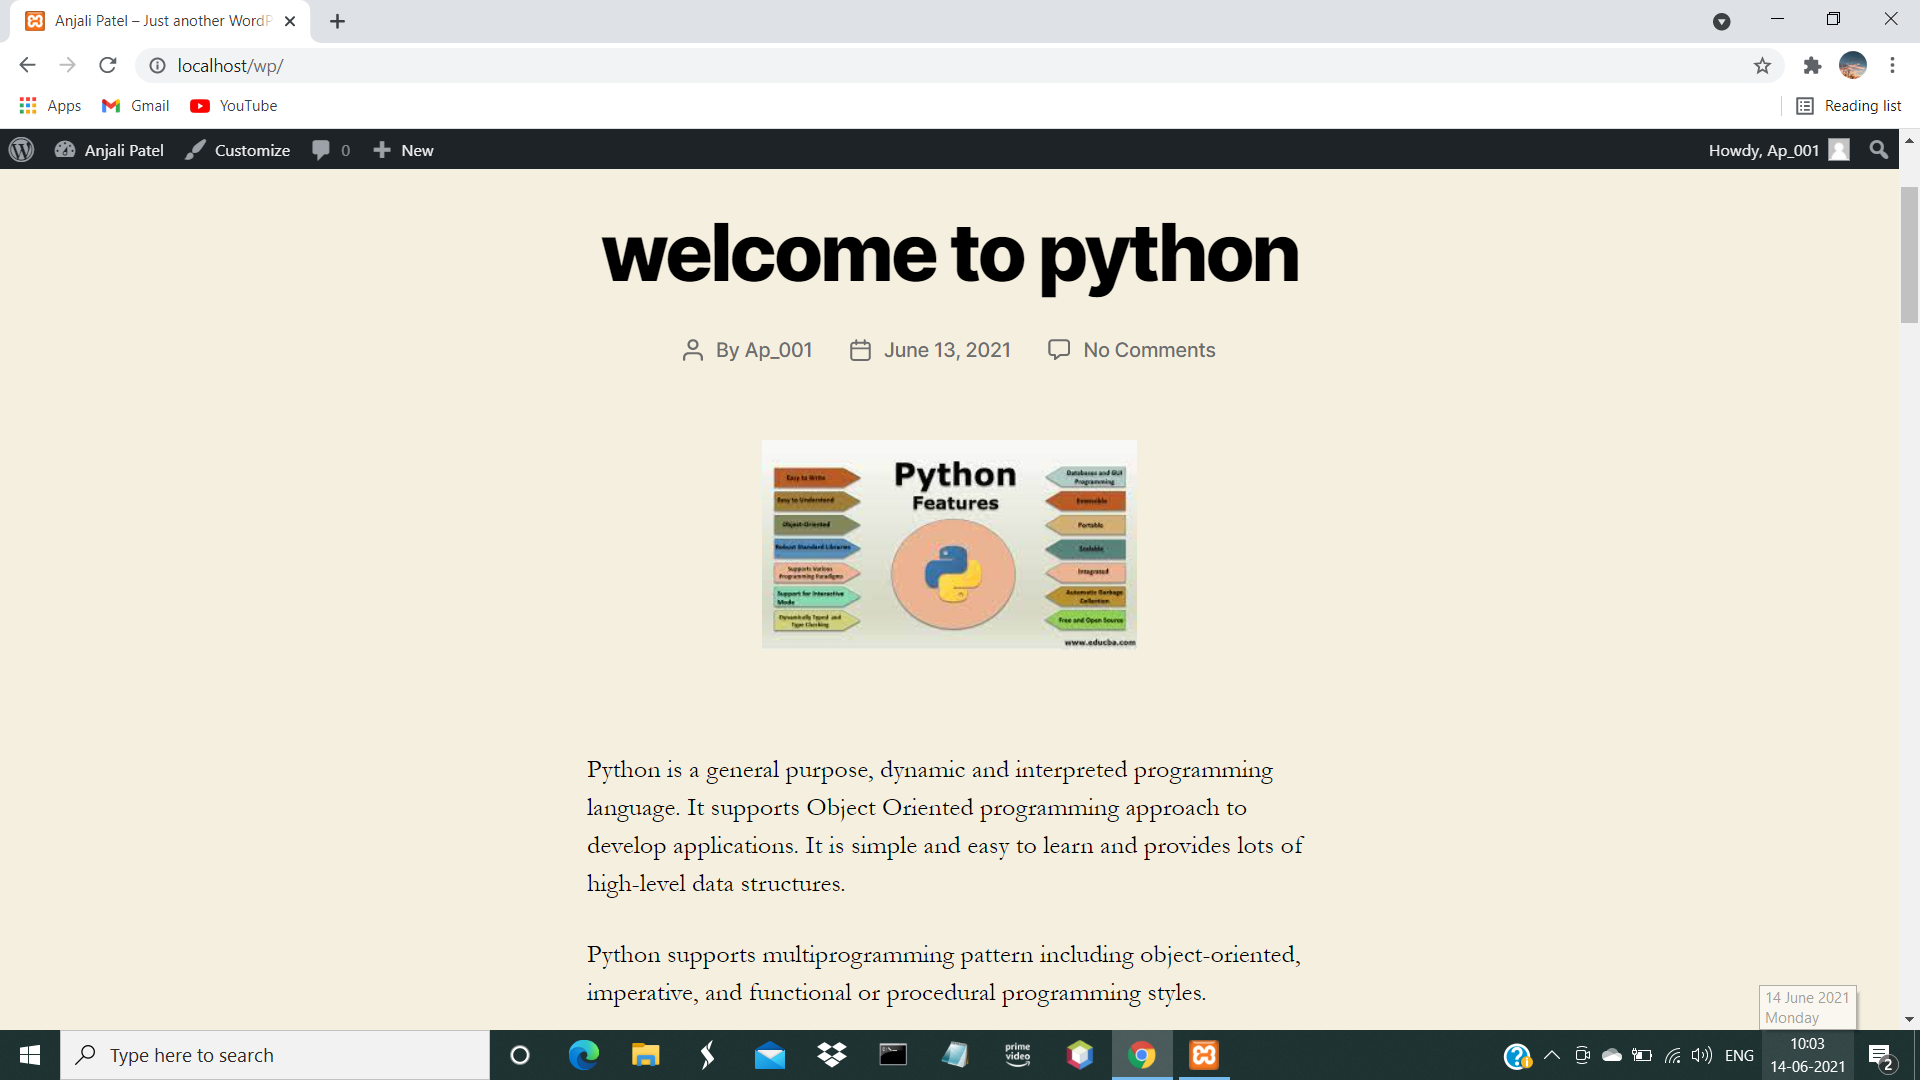 Anjali Patel – Just another WordP
localhost/wp/
Apps
Gmail
YouTube
Reading list
Anjali Patel
Customize
0
New
Howdy, Ap_001
welcome to python
By Ap_001
June 13, 2021
No Comments
Python
Features
Easy to Write
Easy to Understand
Object-Oriented
Robust Standard Libraries
Supports Various
Programming Paradigms
Support for Interactive
Mode
Dynamically Typed and
Type Checking
Databases and GUI
Programming
Extensible
Portable
Scalable
Integrated
Automatic Garbage
Collection
Free and Open Source
www.educba.com
Python is a general purpose, dynamic and interpreted programming
language. It supports Object Oriented programming approach to
develop applications. It is simple and easy to learn and provides lots of
high-level data structures.
Python supports multiprogramming pattern including object-oriented,
imperative, and functional or procedural programming styles.
14 June 2021
Monday
Type here to search
prime
video
ENG
10:03
14-06-2021
2